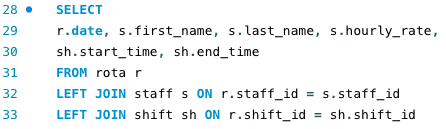 28 SELECT
29 r.date, s.first_name, s.last_name, s.hourly_rate,
30 sh.start_time, sh.end_time
31 FROM rota r
32 LEFT JOIN staff s ON r.staff_id = s.staff_id
33 LEFT JOIN shift sh ON r.shift_id = sh.shift_id